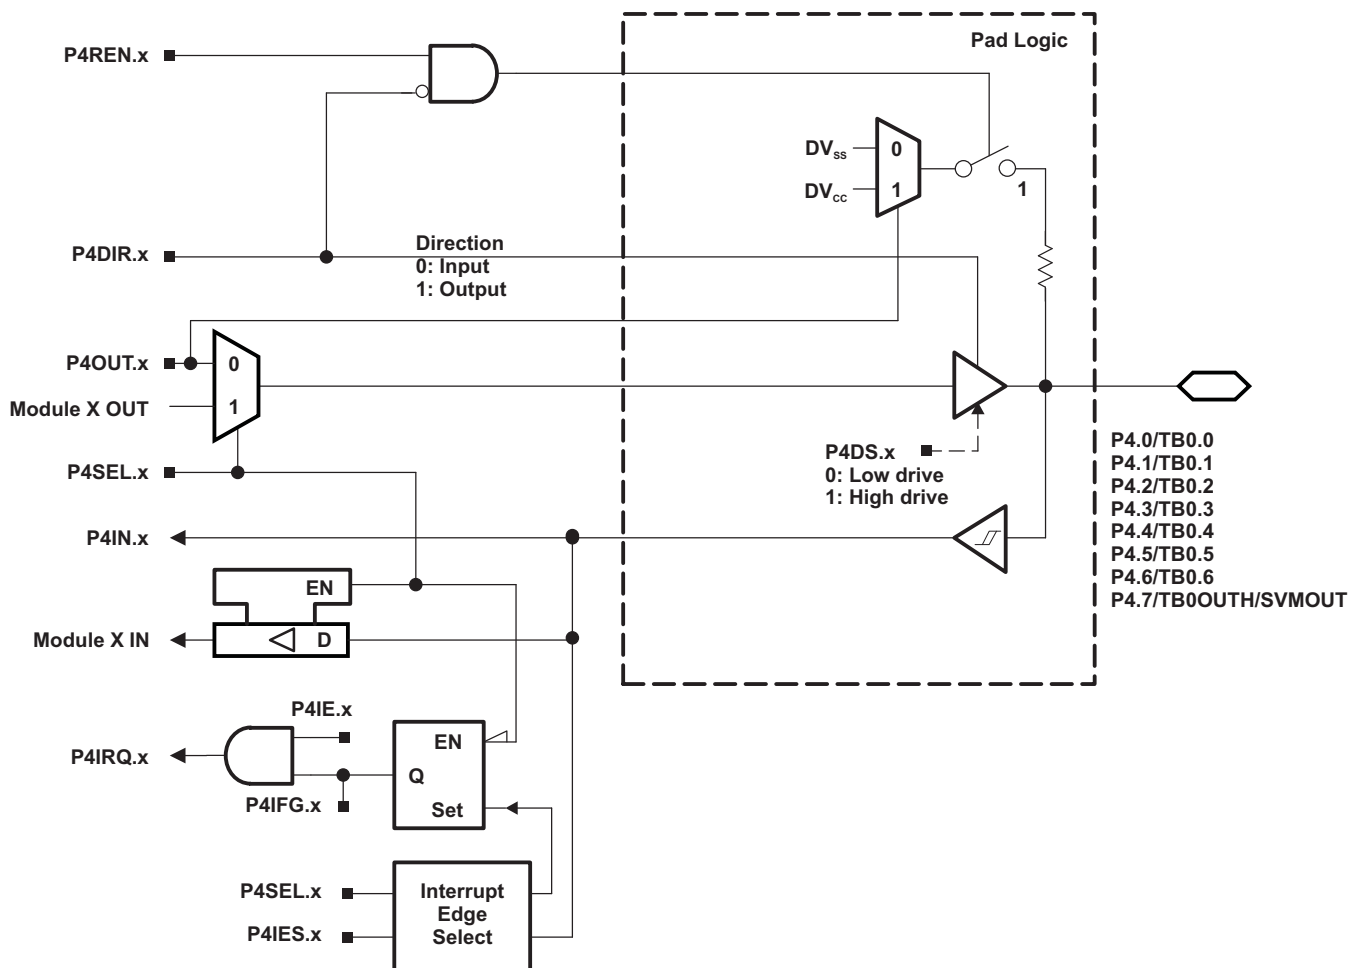 Pad Logic
P4REN.x
DVSS
0
DVCC
1
1
P4DIR.x
Direction
0: Input
1: Output
P4OUT.x
0
Module X OUT
1
P4SEL.x
P4DS.x
0: Low drive
1: High drive
P4.0/TB0.0
P4.1/TB0.1
P4.2/TB0.2
P4.3/TB0.3
P4.4/TB0.4
P4.5/TB0.5
P4.6/TB0.6
P4.7/TB0OUTH/SVMOUT
P4IN.x
EN
Module X IN
D
P4IE.x
P4IRQ.x
EN
Q
P4IFG.x
Set
P4SEL.x
P4IES.x
Interrupt
Edge
Select